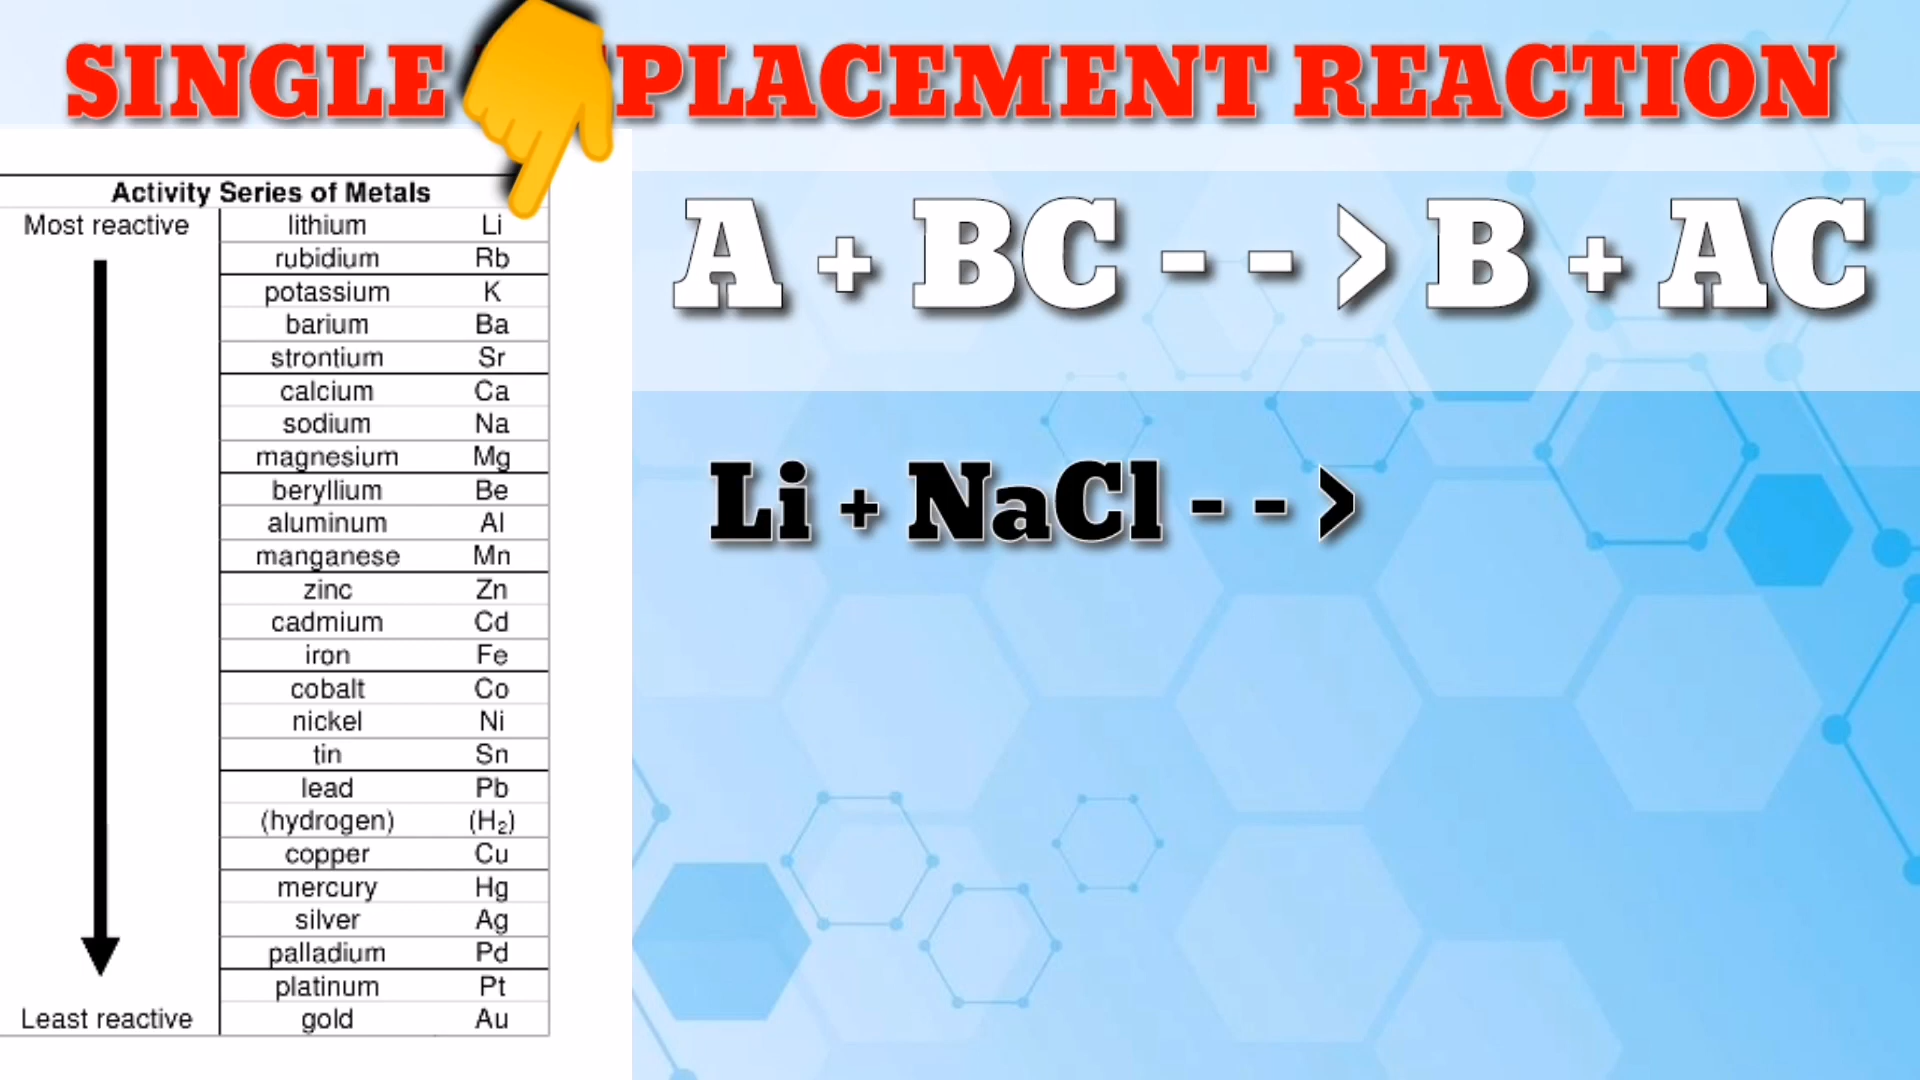 SINGLE PLACEMENT REACTION
Activity Series of Metals
Most reactive lithium Li
rubidium Rb
potassium K
barium Ba
strontium Sr
calcium Ca
sodium Na
magnesium Mg
beryllium Be
aluminum Al
manganese Mn
zinc Zn
cadmium Cd
iron Fe
cobalt Co
nickel Ni
tin Sn
lead Pb
(hydrogen) (H₂)
copper Cu
mercury Hg
silver Ag
palladium Pd
platinum Pt
Least reactive gold Au
A + BC - - > B + AC
Li + NaCl - - >